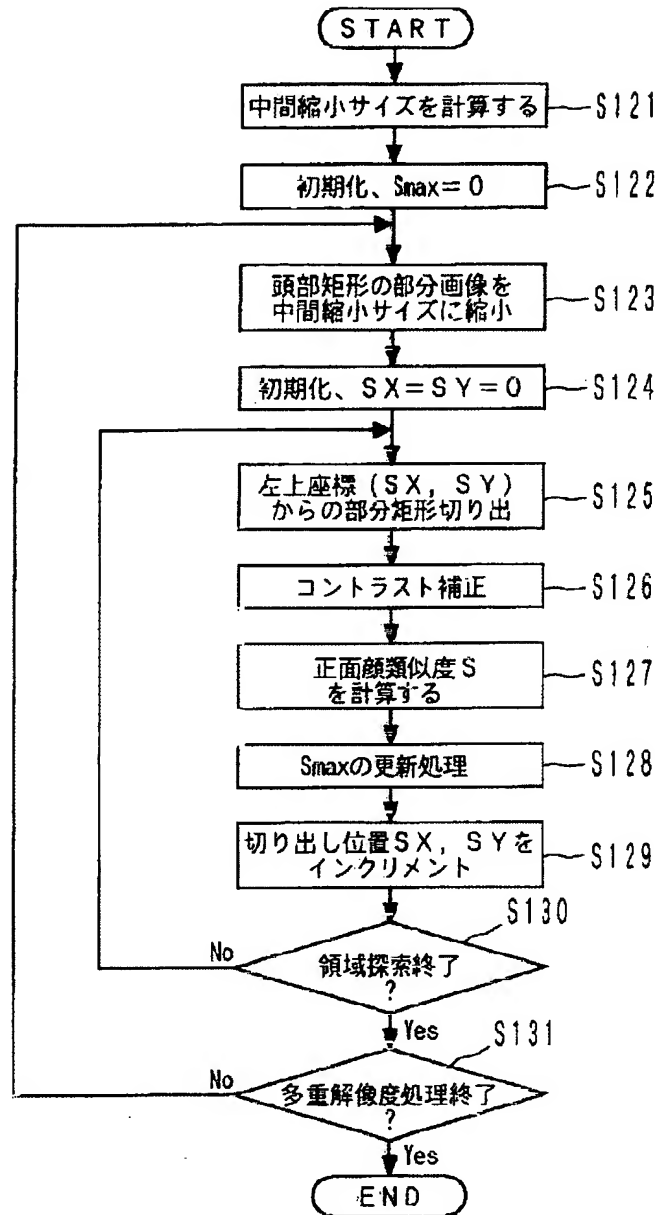 START
中間縮小サイズを計算する
S121
初期化、Smax=0
S122
頭部矩形の部分画像を
中間縮小サイズに縮小
S123
初期化、SX=SY=0
S124
左上座標(SX, SY)
からの部分矩形切り出
S125
コントラスト補正
S126
正面顔類似度S
を計算する
S127
Smaxの更新処理
S128
切り出し位置SX, SYを
インクリメント
S129
S130
No
領域探索終了
?
Yes
S131
No
多重解像度処理終了
?
Yes
END